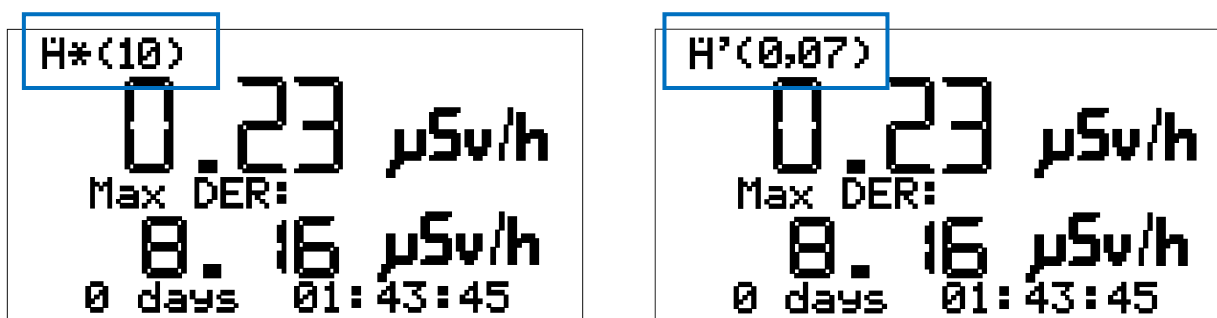 Ḧ*(10)
0.23 µSv/h
Max DER:
8.16 µSv/h
0 days 01:43:45
Ḧ'(0,07)
0.23 µSv/h
Max DER:
8.16 µSv/h
0 days 01:43:45